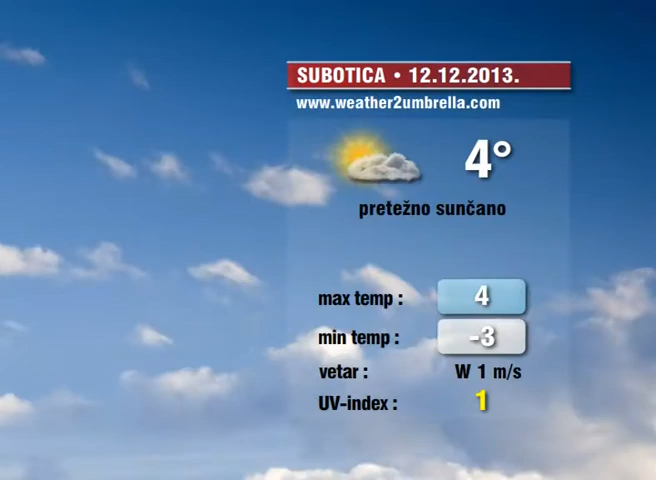 SUBOTICA • 12.12.2013.
www.weather2umbrella.com
4°
pretežno sunčano
max temp : 4
min temp : -3
vetar : W 1 m/s
UV-index : 1